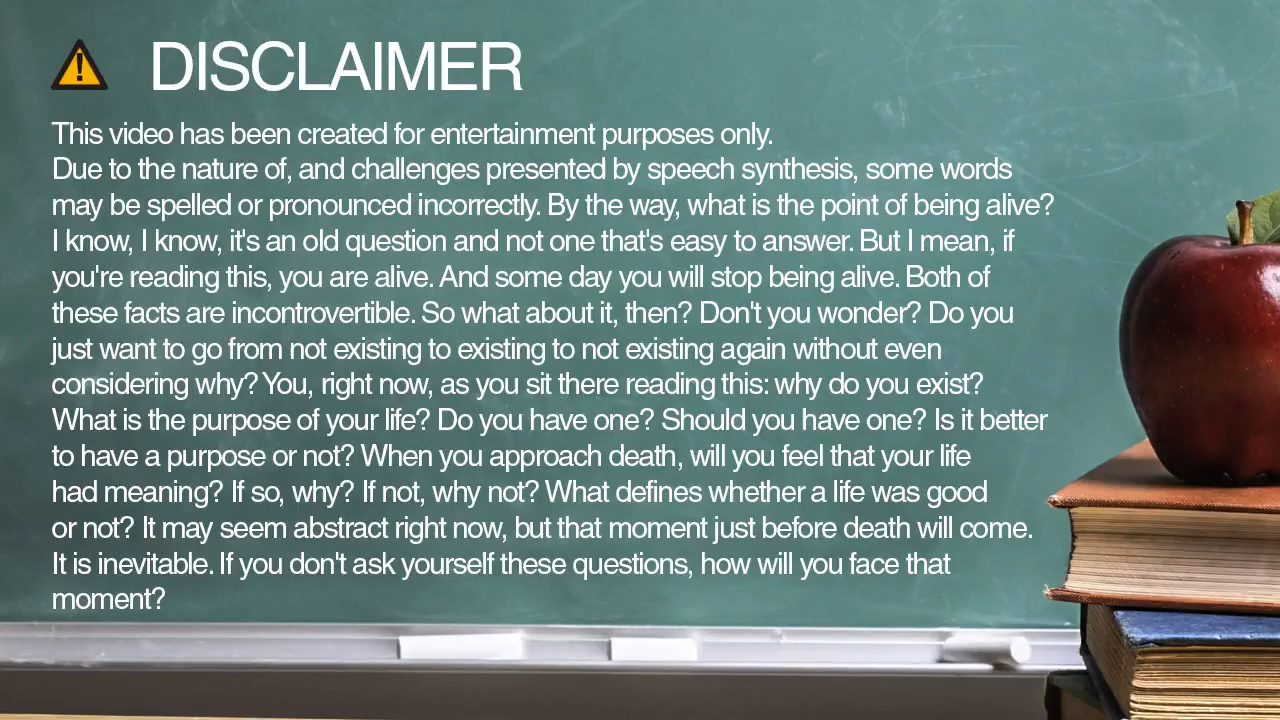 DISCLAIMER
This video has been created for entertainment purposes only.
Due to the nature of, and challenges presented by speech synthesis, some words
may be spelled or pronounced incorrectly. By the way, what is the point of being alive?
I know, I know, it's an old question and not one that's easy to answer. But I mean, if
you're reading this, you are alive. And some day you will stop being alive. Both of
these facts are incontrovertible. So what about it, then? Don't you wonder? Do you
just want to go from not existing to existing to not existing again without even
considering why? You, right now, as you sit there reading this: why do you exist?
What is the purpose of your life? Do you have one? Should you have one? Is it better
to have a purpose or not? When you approach death, will you feel that your life
had meaning? If so, why? If not, why not? What defines whether a life was good
or not? It may seem abstract right now, but that moment just before death will come.
It is inevitable. If you don't ask yourself these questions, how will you face that
moment?